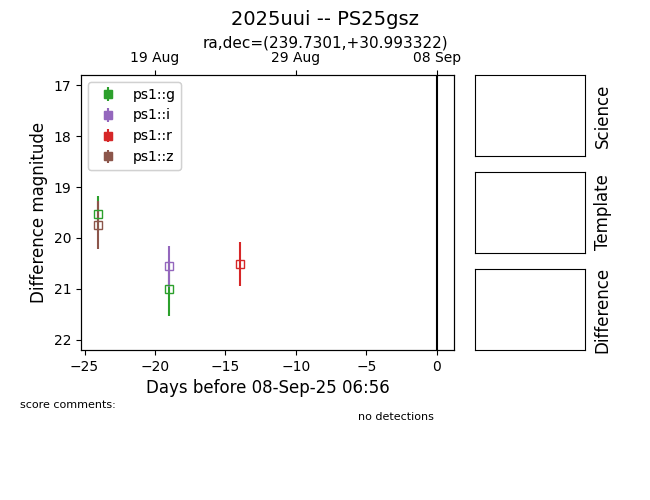 2025uui -- PS25gsz
ra,dec=(239.7301,+30.993322)
19 Aug 29 Aug 08 Sep
17
18
19
20
21
22
Difference magnitude
ps1::g
ps1::i
ps1::r
ps1::z
−25 −20 −15 −10 −5 0
Days before 08-Sep-25 06:56
Science
Template
Difference
score comments:
no detections